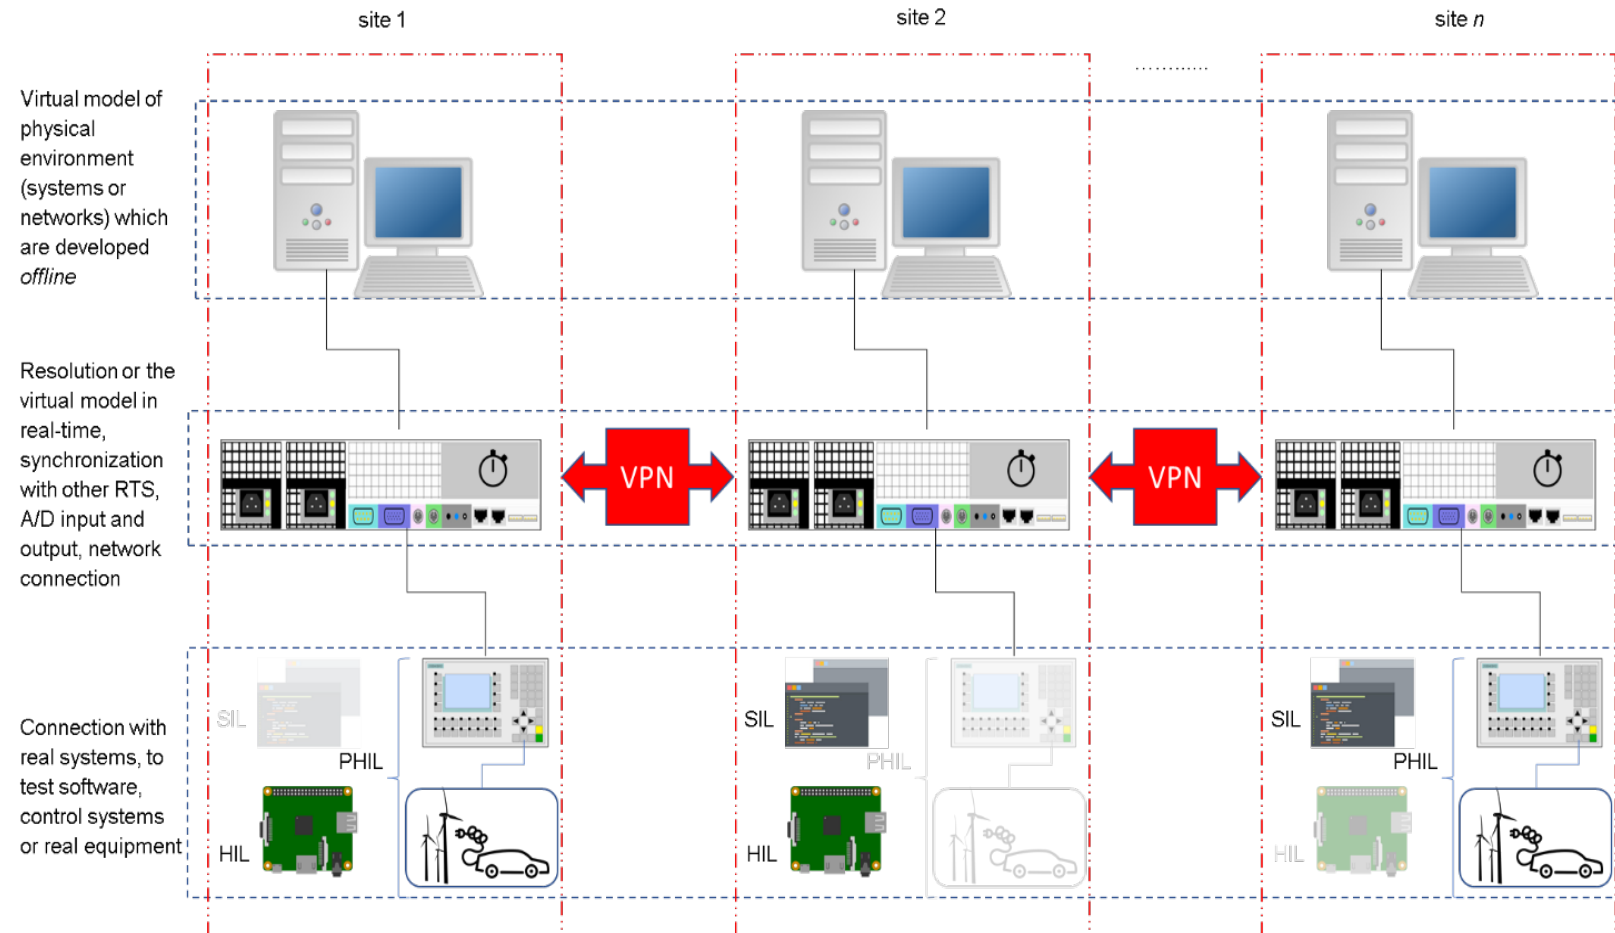 site 1
site 2
site n
............
Virtual model of
physical
environment
(systems or
networks) which
are developed
offline
Resolution or the
virtual model in
real-time,
synchronization
with other RTS,
A/D input and
output, network
connection
VPN
VPN
Connection with
real systems, to
test software,
control systems
or real equipment
SIL
PHIL
HIL
SIL
PHIL
HIL
SIL
PHIL
HIL